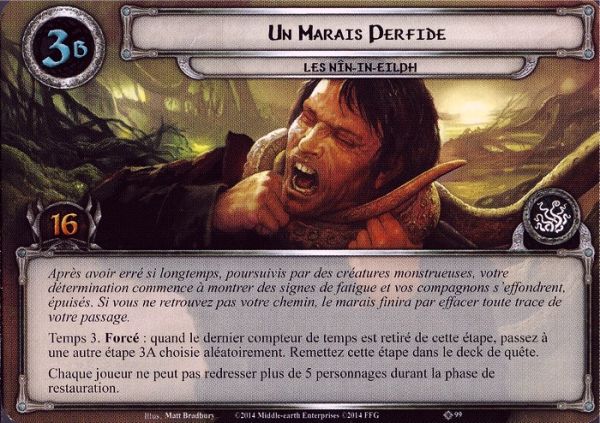 3B
UN MARAIS PERFIDE
LES NÎN-IN-EILPH
16
Après avoir erré si longtemps, poursuivis par des créatures monstrueuses, votre
détermination commence à montrer des signes de fatigue et vos compagnons s'effondrent,
épuisés. Si vous ne retrouvez pas votre chemin, le marais finira par effacer toute trace de
votre passage.
Temps 3. Forcé : quand le dernier compteur de temps est retiré de cette étape, passez à
une autre étape 3A choisie aléatoirement. Remettez cette étape dans le deck de quête.
Chaque joueur ne peut pas redresser plus de 5 personnages durant la phase de
restauration.
Illus. Matt Bradbury ©2014 Middle-earth Enterprises ©2014 FFG 99